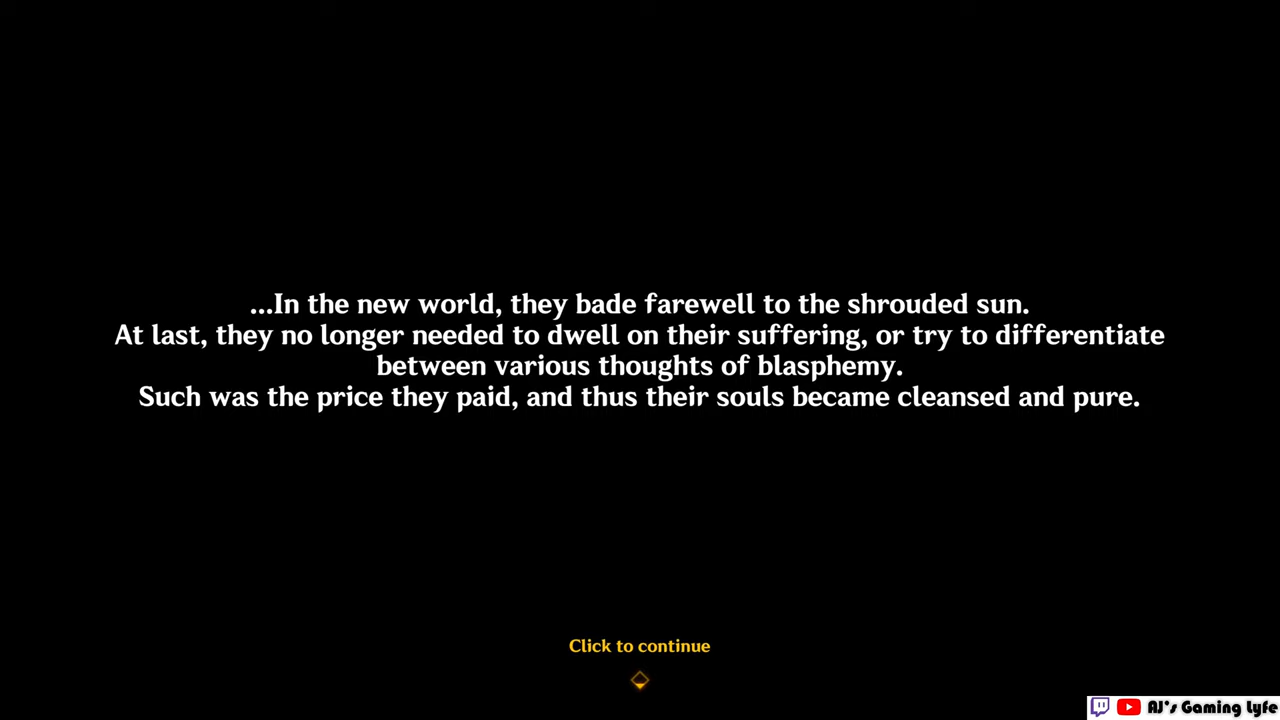 ...In the new world, they bade farewell to the shrouded sun.
At last, they no longer needed to dwell on their suffering, or try to differentiate
between various thoughts of blasphemy.
Such was the price they paid, and thus their souls became cleansed and pure.
Click to continue
AJ's Gaming Lyfe